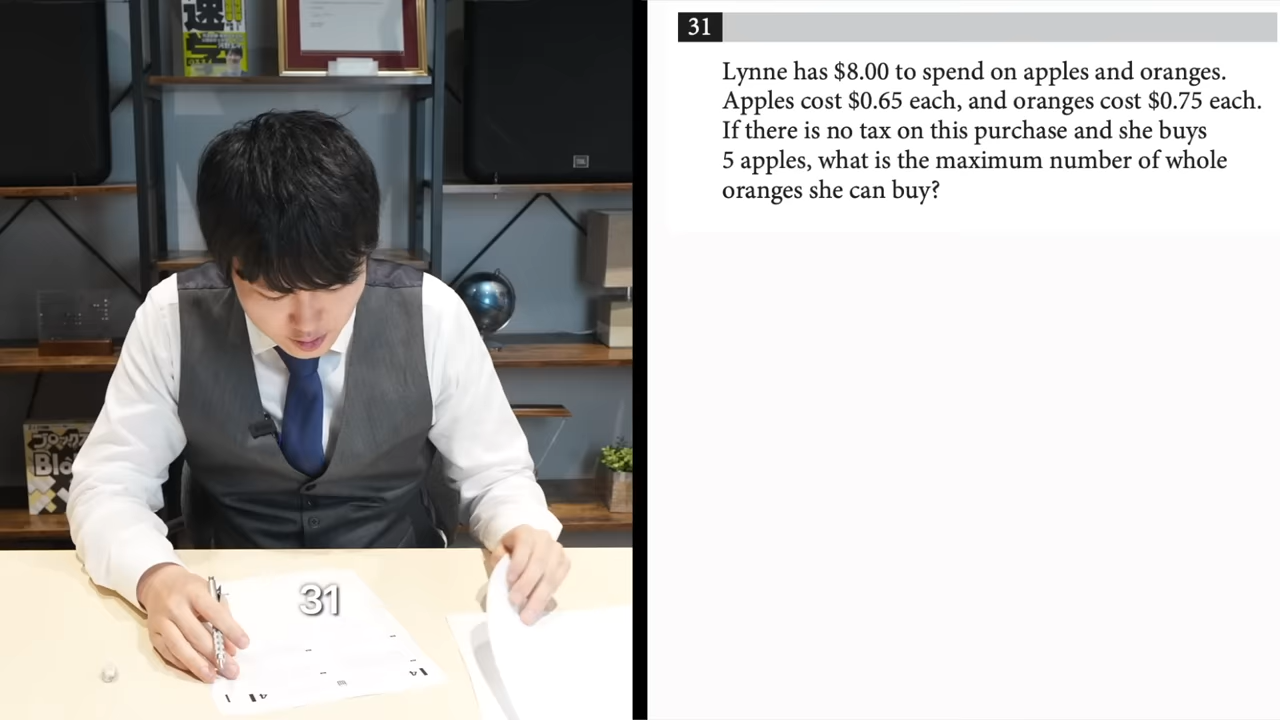 31
Lynne has $8.00 to spend on apples and oranges.
Apples cost $0.65 each, and oranges cost $0.75 each.
If there is no tax on this purchase and she buys
5 apples, what is the maximum number of whole
oranges she can buy?
31
JBL